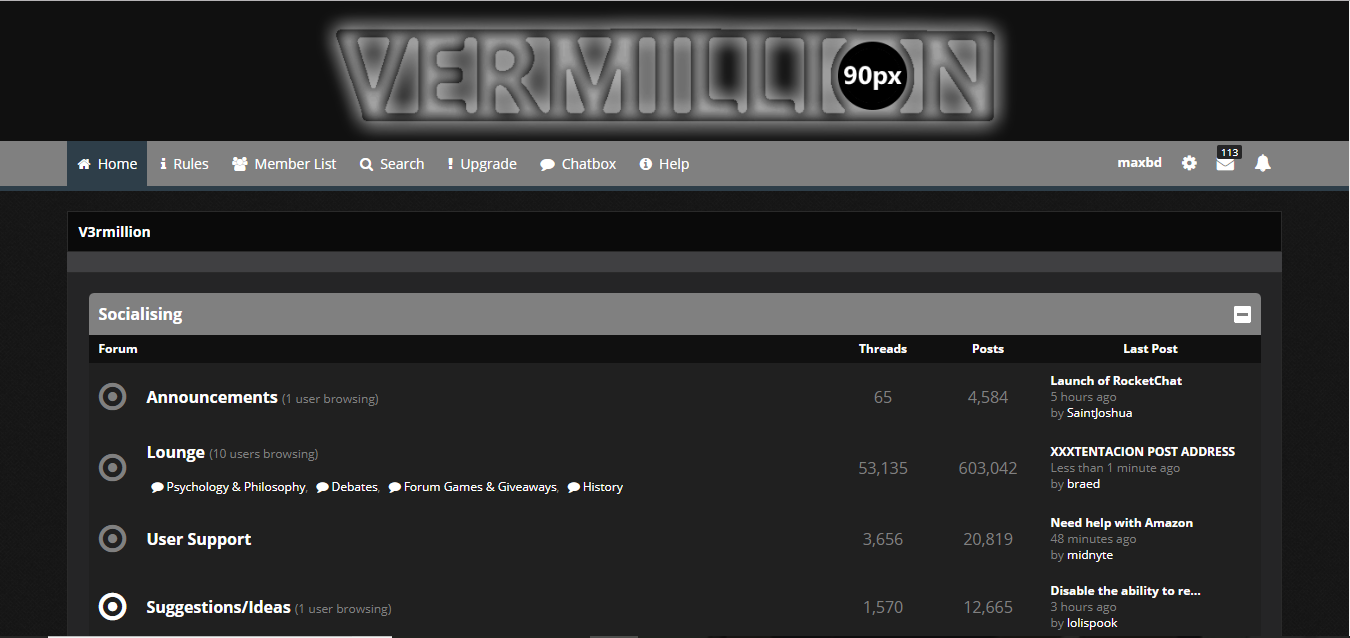 VERMILLION
90px
Home Rules Member List Search ! Upgrade Chatbox Help maxbd 113
V3rmillion
Socialising
Forum Threads Posts Last Post
Announcements (1 user browsing) 65 4,584 Launch of RocketChat
5 hours ago
by SaintJoshua
Lounge (10 users browsing) 53,135 603,042 XXXTENTACION POST ADDRESS
Less than 1 minute ago
by braed
Psychology & Philosophy, Debates, Forum Games & Giveaways, History
User Support 3,656 20,819 Need help with Amazon
48 minutes ago
by midnyte
Suggestions/Ideas (1 user browsing) 1,570 12,665 Disable the ability to re...
3 hours ago
by lolispook